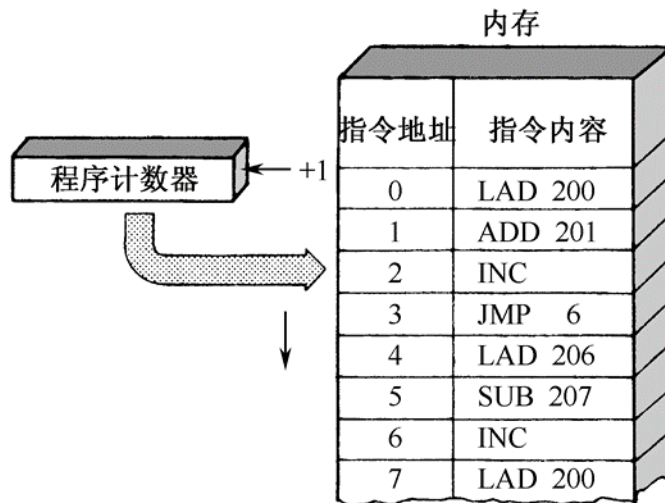 内存
指令地址 指令内容
程序计数器
+1
0 LAD 200
1 ADD 201
2 INC
3 JMP 6
4 LAD 206
5 SUB 207
6 INC
7 LAD 200